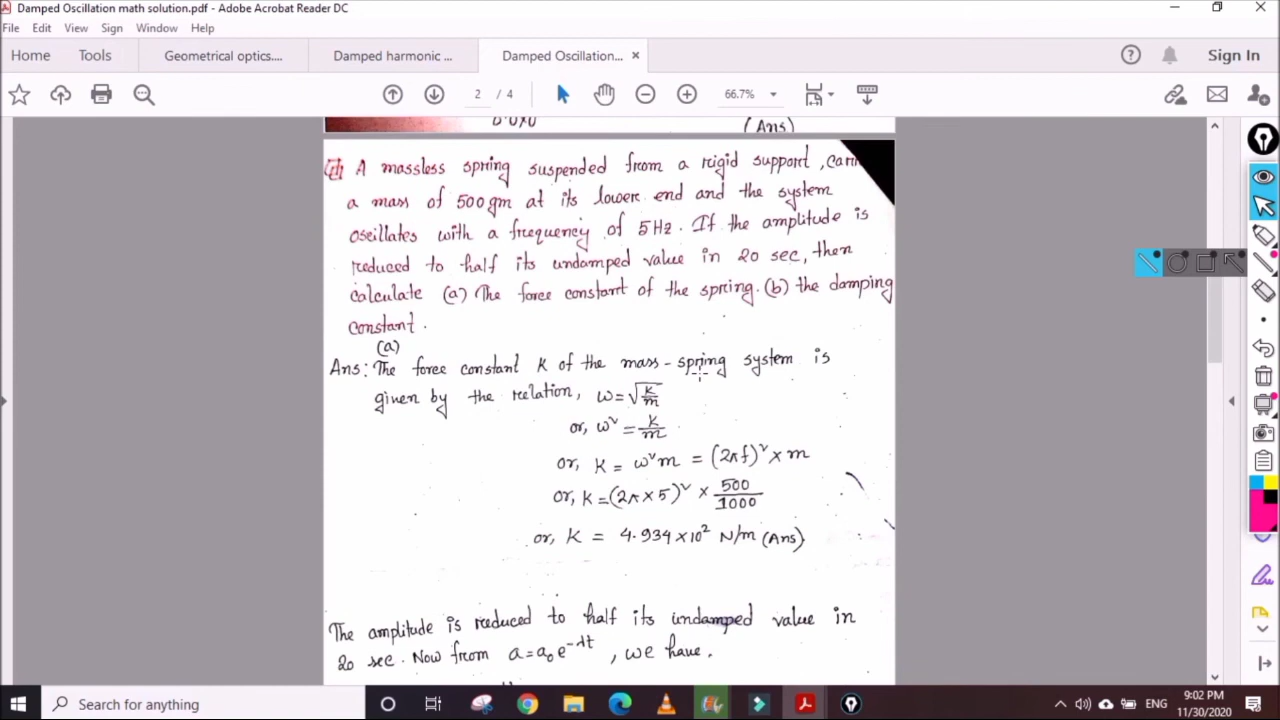 Damped Oscillation math solution.pdf - Adobe Acrobat Reader DC
File Edit View Sign Window Help
Home Tools Geometrical optics.... Damped harmonic ... Damped Oscillation... × Sign In
2 / 4 66.7%
(Ans)
A massless spring suspended from a rigid support,
a mass of 500 gm at its lower end and the system
oscillates with a frequency of 5 Hz. If the amplitude is
reduced to half its undamped value in 20 sec, then
calculate (a) The force constant of the spring. (b) the damping
constant.
(a)
Ans: The force constant K of the mass-spring system is
given by the relation, ω = √(k/m)
or, ω² = k/m
or, K = ω²m = (2πf)² × m
or, K = (2π × 5)² × 500/1000
or, K = 4.934 × 10² N/m (Ans)
The amplitude is reduced to half its undamped value in
20 sec. Now from a = a₀e^(-λt), we have.
Type here to search
ENG
9:02 PM
11/30/2020